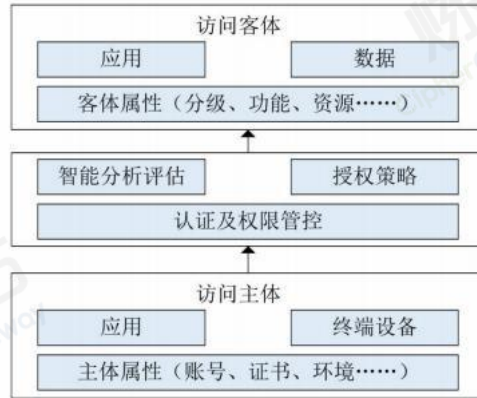 访问客体
应用 数据
客体属性（分级、功能、资源……）
智能分析评估 授权策略
认证及权限管控
访问主体
应用 终端设备
主体属性（账号、证书、环境……）